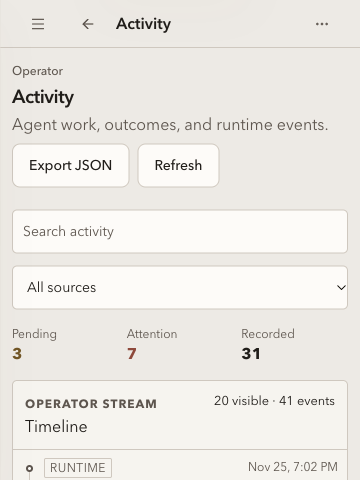 Activity
Operator
Activity
Agent work, outcomes, and runtime events.
Export JSON
Refresh
Search activity
All sources
Pending
3
Attention
7
Recorded
31
OPERATOR STREAM
20 visible · 41 events
Timeline
RUNTIME
Nov 25, 7:02 PM